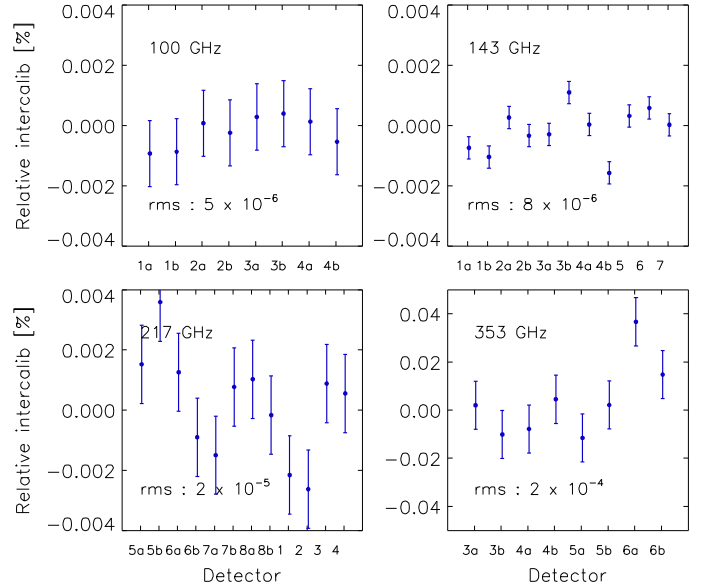 Relative intercalib [%]
0.004
0.002
0.000
−0.002
−0.004
100 GHz
rms : 5 x 10⁻⁶
1a 1b 2a 2b 3a 3b 4a 4b
0.004
0.002
0.000
−0.002
−0.004
143 GHz
rms : 8 x 10⁻⁶
1a 1b 2a 2b 3a 3b 4a 4b 5 6 7
Relative intercalib [%]
0.004
0.002
0.000
−0.002
−0.004
217 GHz
rms : 2 x 10⁻⁵
5a 5b 6a 6b 7a 7b 8a 8b 1 2 3 4
Detector
0.04
0.02
0.00
−0.02
−0.04
353 GHz
rms : 2 x 10⁻⁴
3a 3b 4a 4b 5a 5b 6a 6b
Detector